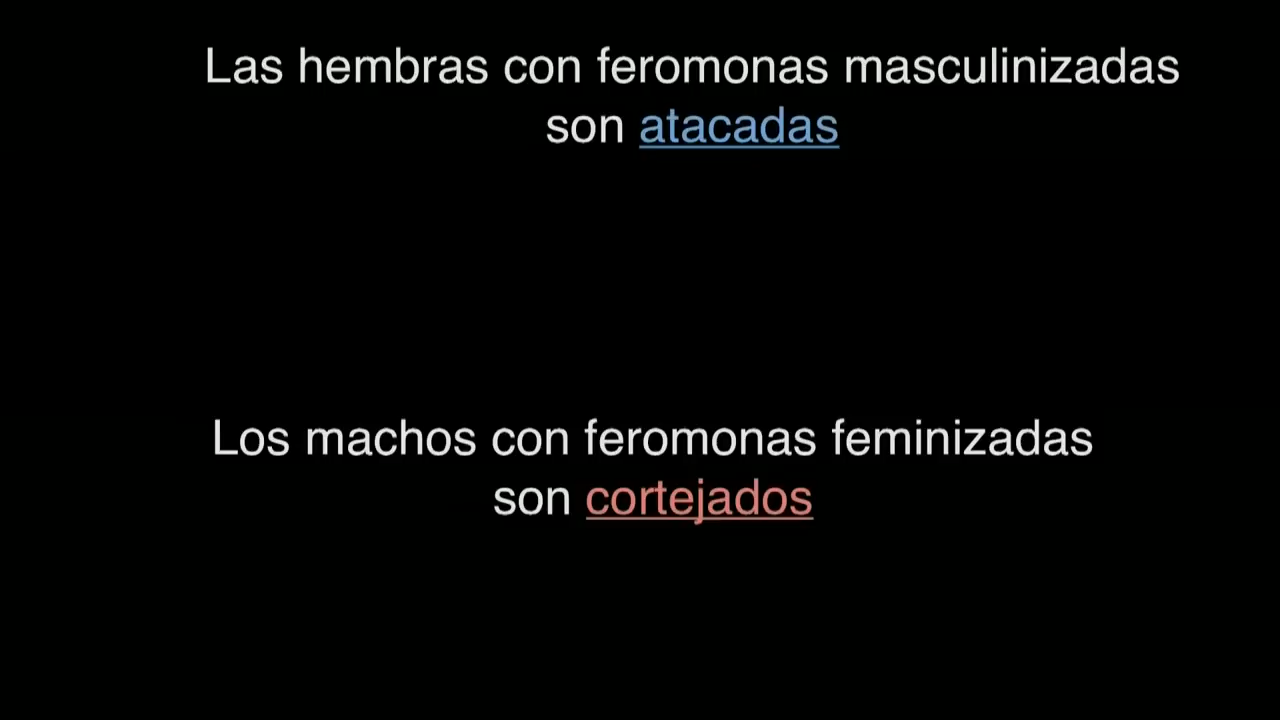 Las hembras con feromonas masculinizadas
son atacadas
Los machos con feromonas feminizadas
son cortejados